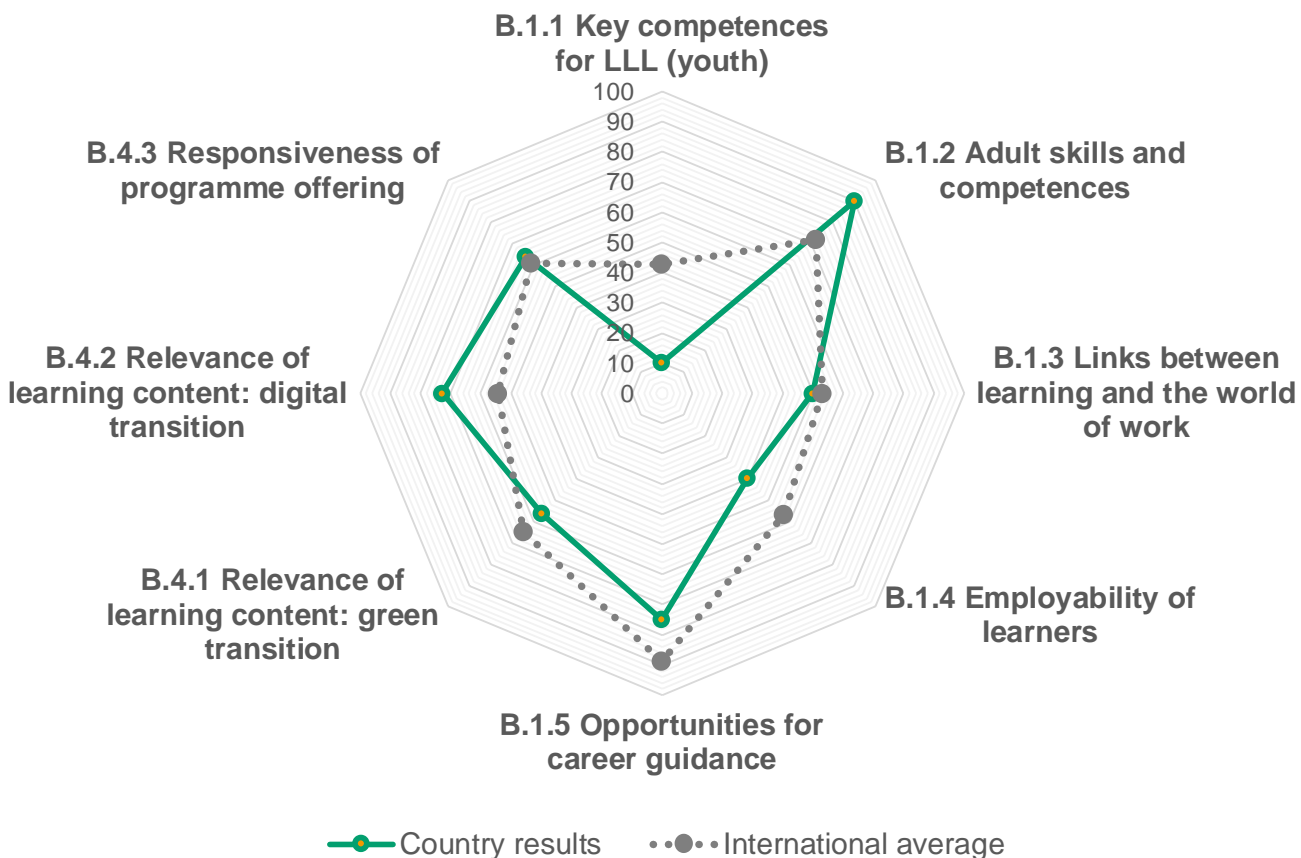 B.1.1 Key competences
for LLL (youth)
100
90
80
70
60
50
40
30
20
10
0
B.1.2 Adult skills and
competences
B.1.3 Links between
learning and the world
of work
B.1.4 Employability of
learners
B.1.5 Opportunities for
career guidance
B.4.1 Relevance of
learning content: green
transition
B.4.2 Relevance of
learning content: digital
transition
B.4.3 Responsiveness of
programme offering
Country results
International average